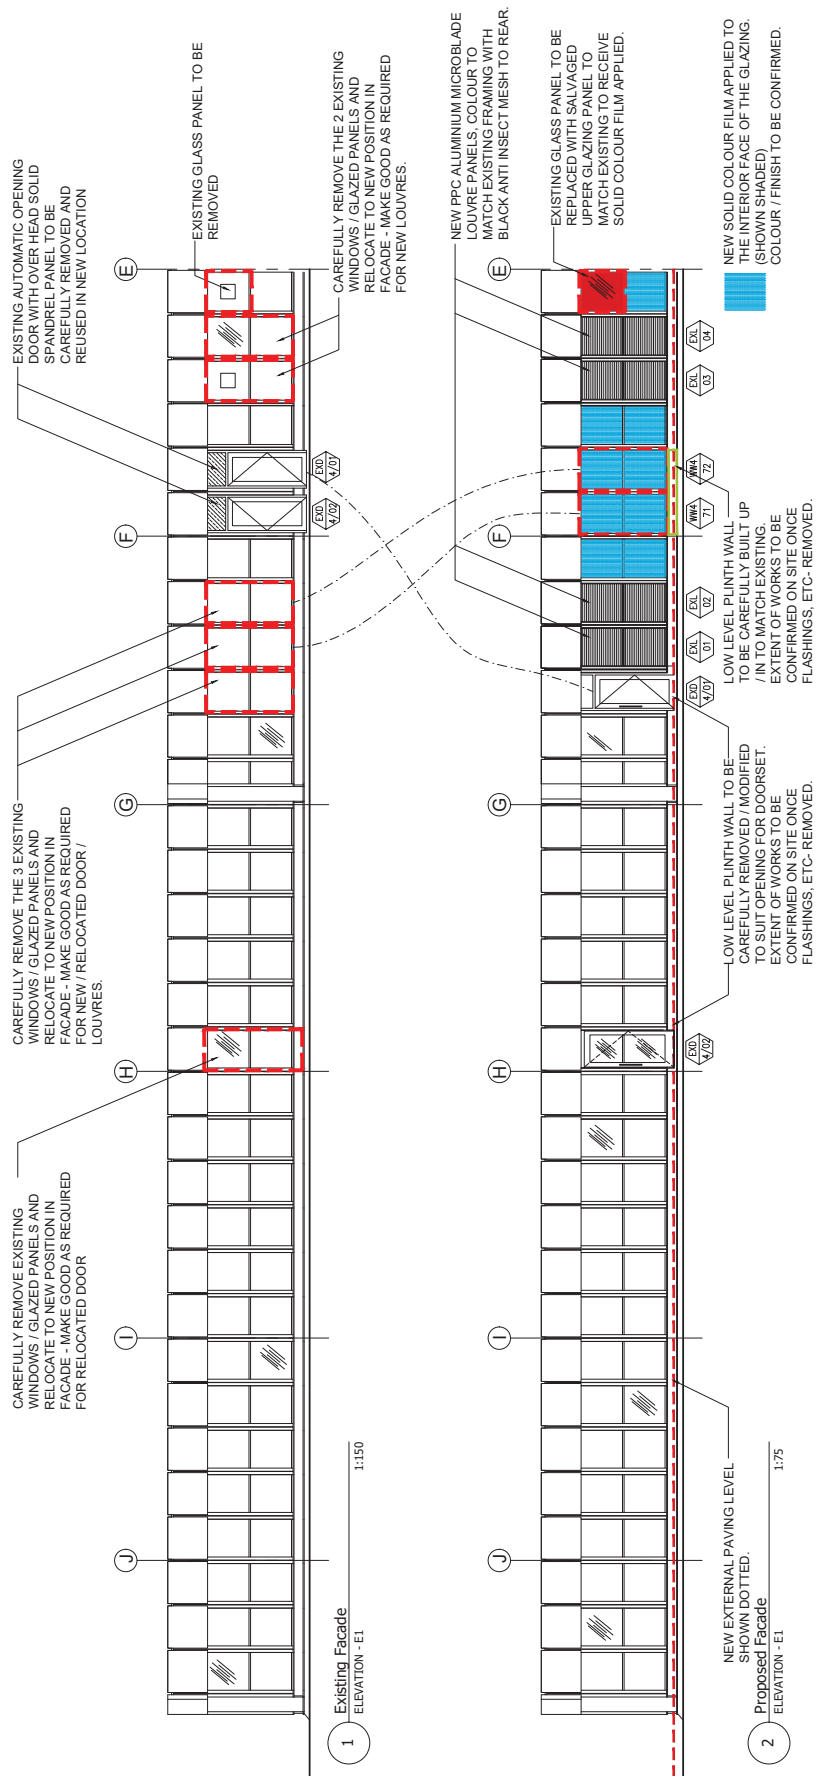 CAREFULLY REMOVE EXISTING
WINDOWS / GLAZED PANELS AND
RELOCATE TO NEW POSITION IN
FACADE - MAKE GOOD AS REQUIRED
FOR RELOCATED DOOR
CAREFULLY REMOVE THE 3 EXISTING
WINDOWS / GLAZED PANELS AND
RELOCATE TO NEW POSITION IN
FACADE - MAKE GOOD AS REQUIRED
FOR NEW / RELOCATED DOOR /
LOUVRES.
EXISTING AUTOMATIC OPENING
DOOR WITH OVER HEAD SOLID
SPANDREL PANEL TO BE
CAREFULLY REMOVED AND
REUSED IN NEW LOCATION
EXISTING GLASS PANEL TO BE
REMOVED
CAREFULLY REMOVE THE 2 EXISTING
WINDOWS / GLAZED PANELS AND
RELOCATE TO NEW POSITION IN
FACADE - MAKE GOOD AS REQUIRED
FOR NEW LOUVRES.
J
I
H
G
F
E
EXD
4/02
EXD
4/01
1
Existing Facade
ELEVATION - E1
1:150
NEW PPC ALUMINIUM MICROBLADE
LOUVRE PANELS, COLOUR TO
MATCH EXISTING FRAMING WITH
BLACK ANTI INSECT MESH TO REAR.
EXISTING GLASS PANEL TO BE
REPLACED WITH SALVAGED
UPPER GLAZING PANEL TO
MATCH EXISTING TO RECEIVE
SOLID COLOUR FILM APPLIED.
J
I
H
G
F
E
EXD
4/02
EXD
4/01
EXL
01
EXL
02
WW4
71
WW4
72
EXL
03
EXL
04
NEW EXTERNAL PAVING LEVEL
SHOWN DOTTED.
LOW LEVEL PLINTH WALL TO BE
CAREFULLY REMOVED / MODIFIED
TO SUIT OPENING FOR DOORSET.
EXTENT OF WORKS TO BE
CONFIRMED ON SITE ONCE
FLASHINGS, ETC- REMOVED.
LOW LEVEL PLINTH WALL
TO BE CAREFULLY BUILT UP
/ IN TO MATCH EXISTING.
EXTENT OF WORKS TO BE
CONFIRMED ON SITE ONCE
FLASHINGS, ETC- REMOVED.
NEW SOLID COLOUR FILM APPLIED TO
THE INTERIOR FACE OF THE GLAZING.
(SHOWN SHADED)
COLOUR / FINISH TO BE CONFIRMED.
2
Proposed Facade
ELEVATION - E1
1:75